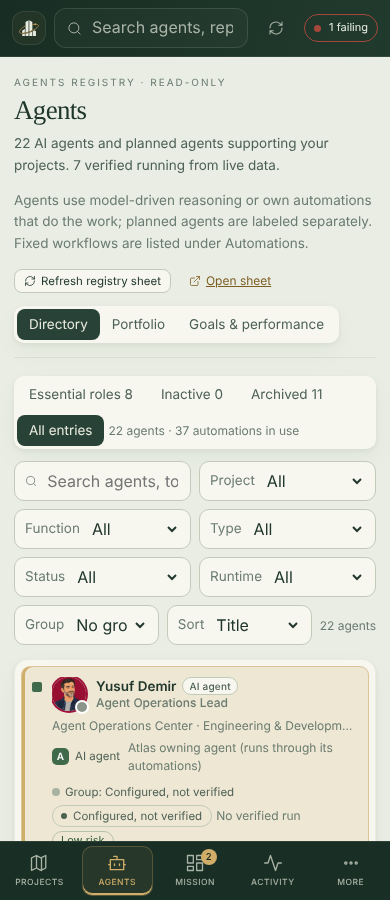 Search agents, rep
1 failing
AGENTS REGISTRY · READ-ONLY
Agents
22 AI agents and planned agents supporting your
projects. 7 verified running from live data.
Agents use model-driven reasoning or own automations
that do the work; planned agents are labeled separately.
Fixed workflows are listed under Automations.
Refresh registry sheet Open sheet
Directory Portfolio Goals & performance
Essential roles 8 Inactive 0 Archived 11
All entries 22 agents · 37 automations in use
Search agents, to Project All
Function All Type All
Status All Runtime All
Group No gro Sort Title 22 agents
Yusuf Demir AI agent
Agent Operations Lead
Agent Operations Center · Engineering & Developm...
A AI agent Atlas owning agent (runs through its
automations)
Group: Configured, not verified
Configured, not verified No verified run
Low risk
2
PROJECTS AGENTS MISSION ACTIVITY MORE